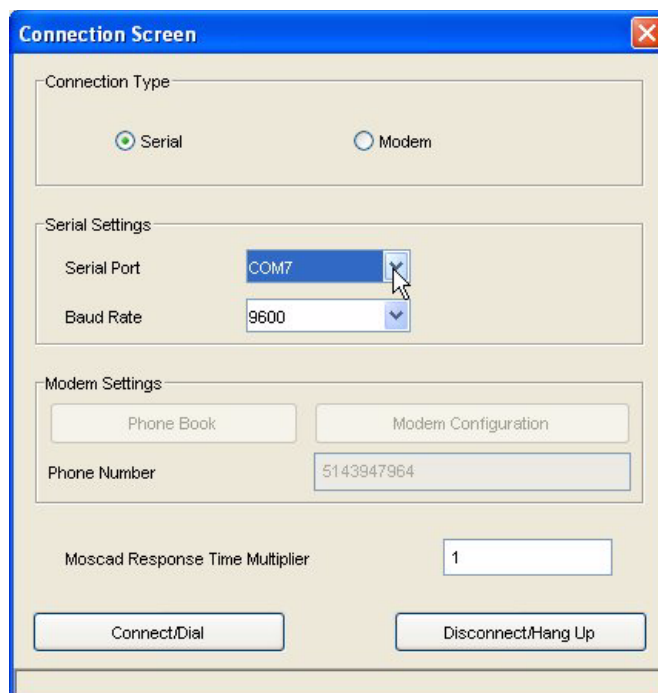 Connection Screen
Connection Type
Serial Modem
Serial Settings
Serial Port COM7
Baud Rate 9600
Modem Settings
Phone Book Modem Configuration
Phone Number 5143947964
Moscad Response Time Multiplier 1
Connect/Dial Disconnect/Hang Up